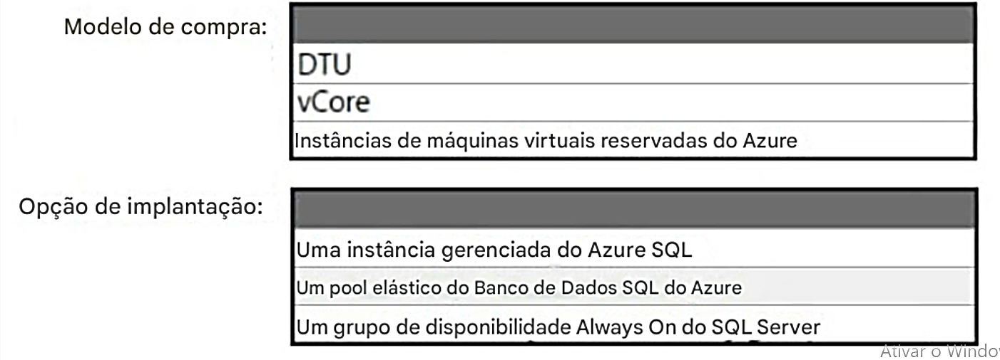 Modelo de compra:
DTU
vCore
Instâncias de máquinas virtuais reservadas do Azure
Opção de implantação:
Uma instância gerenciada do Azure SQL
Um pool elástico do Banco de Dados SQL do Azure
Um grupo de disponibilidade Always On do SQL Server
Ativar o